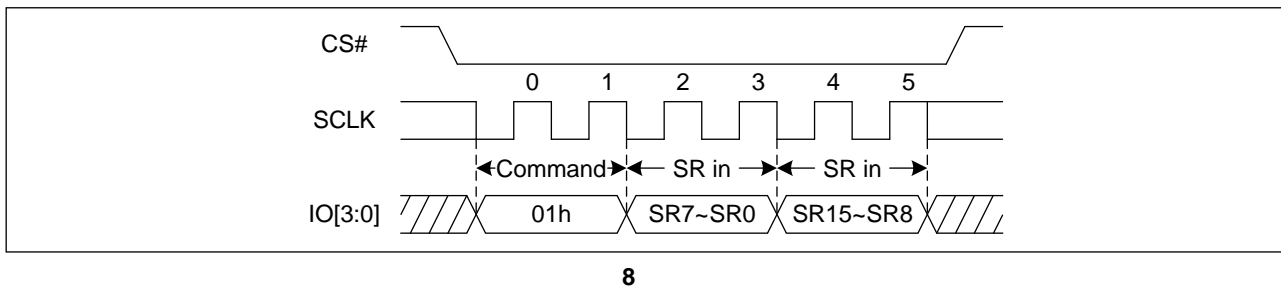 CS#
0 1 2 3 4 5
SCLK
Command SR in SR in
IO[3:0] 01h SR7~SR0 SR15~SR8
8